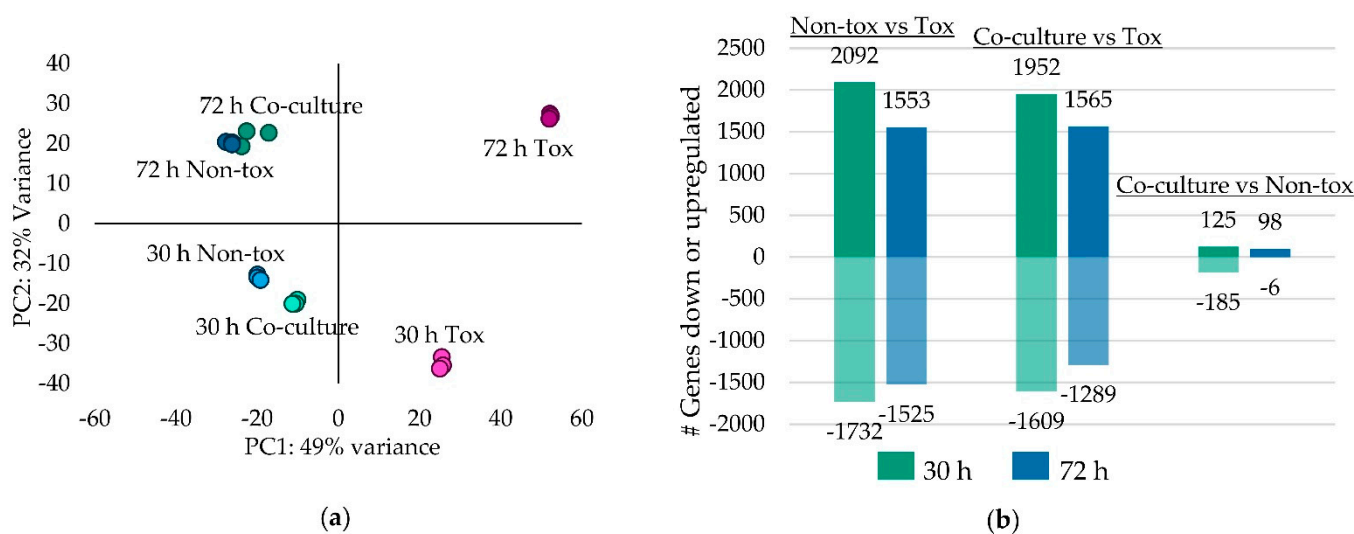 40
30
20
10
0
-10
-20
-30
-40
PC2: 32% Variance
72 h Co-culture
72 h Non-tox
72 h Tox
30 h Non-tox
30 h Co-culture
30 h Tox
-60
-40
-20
0
20
40
60
PC1: 49% variance
(a)
# Genes down or upregulated
2500
2000
1500
1000
500
0
-500
-1000
-1500
-2000
Non-tox vs Tox
2092
1553
-1732
-1525
Co-culture vs Tox
1952
1565
-1609
-1289
Co-culture vs Non-tox
125
98
-185
-6
30 h
72 h
(b)